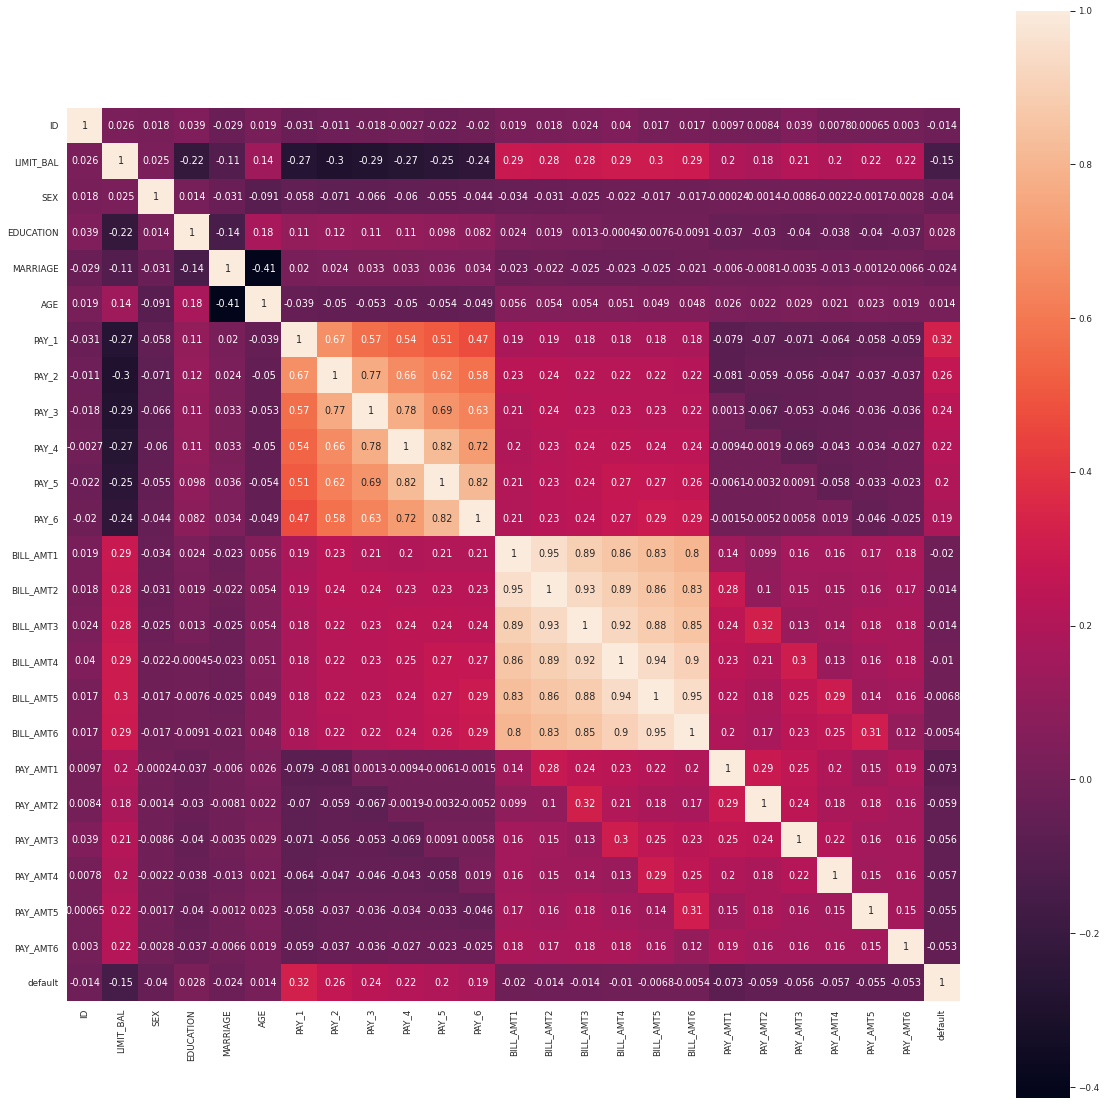 1.0
ID 1 0.026 0.018 0.039 -0.029 0.019 -0.031 -0.011 -0.018 -0.0027 -0.022 -0.02 0.019 0.018 0.024 0.04 0.017 0.017 0.0097 0.0084 0.039 0.0078 0.00065 0.003 -0.014
LIMIT_BAL 0.026 1 0.025 -0.22 -0.11 0.14 -0.27 -0.3 -0.29 -0.27 -0.25 -0.24 0.29 0.28 0.28 0.29 0.3 0.29 0.2 0.18 0.21 0.2 0.22 0.22 -0.15
0.8
SEX 0.018 0.025 1 0.014 -0.031 -0.091 -0.058 -0.071 -0.066 -0.06 -0.055 -0.044 -0.034 -0.031 -0.025 -0.022 -0.017 -0.017 -0.00024 -0.0014 -0.0086 -0.0022 -0.0017 -0.0028 -0.04
EDUCATION 0.039 -0.22 0.014 1 -0.14 0.18 0.11 0.12 0.11 0.11 0.098 0.082 0.024 0.019 0.013 -0.00045 -0.0076 -0.0091 -0.037 -0.03 -0.04 -0.038 -0.04 -0.037 0.028
MARRIAGE -0.029 -0.11 -0.031 -0.14 1 -0.41 0.02 0.024 0.033 0.033 0.036 0.034 -0.023 -0.022 -0.025 -0.023 -0.025 -0.021 -0.006 -0.0081 -0.0035 -0.013 -0.0012 -0.0066 -0.024
AGE 0.019 0.14 -0.091 0.18 -0.41 1 -0.039 -0.05 -0.053 -0.05 -0.054 -0.049 0.056 0.054 0.054 0.051 0.049 0.048 0.026 0.022 0.029 0.021 0.023 0.019 0.014
0.6
PAY_1 -0.031 -0.27 -0.058 0.11 0.02 -0.039 1 0.67 0.57 0.54 0.51 0.47 0.19 0.19 0.18 0.18 0.18 0.18 -0.079 -0.07 -0.071 -0.064 -0.058 -0.059 0.32
PAY_2 -0.011 -0.3 -0.071 0.12 0.024 -0.05 0.67 1 0.77 0.66 0.62 0.58 0.23 0.24 0.22 0.22 0.22 0.22 -0.081 -0.059 -0.056 -0.047 -0.037 -0.037 0.26
PAY_3 -0.018 -0.29 -0.066 0.11 0.033 -0.053 0.57 0.77 1 0.78 0.69 0.63 0.21 0.24 0.23 0.23 0.23 0.22 0.0013 -0.067 -0.053 -0.046 -0.036 -0.036 0.24
PAY_4 -0.0027 -0.27 -0.06 0.11 0.033 -0.05 0.54 0.66 0.78 1 0.82 0.72 0.2 0.23 0.24 0.25 0.24 0.24 -0.0094 -0.0019 -0.069 -0.043 -0.034 -0.027 0.22
0.4
PAY_5 -0.022 -0.25 -0.055 0.098 0.036 -0.054 0.51 0.62 0.69 0.82 1 0.82 0.21 0.23 0.24 0.27 0.27 0.26 -0.0061 -0.0032 0.0091 -0.058 -0.033 -0.023 0.2
PAY_6 -0.02 -0.24 -0.044 0.082 0.034 -0.049 0.47 0.58 0.63 0.72 0.82 1 0.21 0.23 0.24 0.27 0.29 0.29 -0.0015 -0.0052 0.0058 0.019 -0.046 -0.025 0.19
BILL_AMT1 0.019 0.29 -0.034 0.024 -0.023 0.056 0.19 0.23 0.21 0.2 0.21 0.21 1 0.95 0.89 0.86 0.83 0.8 0.14 0.099 0.16 0.16 0.17 0.18 -0.02
BILL_AMT2 0.018 0.28 -0.031 0.019 -0.022 0.054 0.19 0.24 0.24 0.23 0.23 0.23 0.95 1 0.93 0.89 0.86 0.83 0.28 0.1 0.15 0.15 0.16 0.17 -0.014
BILL_AMT3 0.024 0.28 -0.025 0.013 -0.025 0.054 0.18 0.22 0.23 0.24 0.24 0.24 0.89 0.93 1 0.92 0.88 0.85 0.24 0.32 0.13 0.14 0.18 0.18 -0.014
0.2
BILL_AMT4 0.04 0.29 -0.022 -0.00045 -0.023 0.051 0.18 0.22 0.23 0.25 0.27 0.27 0.86 0.89 0.92 1 0.94 0.9 0.23 0.21 0.3 0.13 0.16 0.18 -0.01
BILL_AMT5 0.017 0.3 -0.017 -0.0076 -0.025 0.049 0.18 0.22 0.23 0.24 0.27 0.29 0.83 0.86 0.88 0.94 1 0.95 0.22 0.18 0.25 0.29 0.14 0.16 -0.0068
BILL_AMT6 0.017 0.29 -0.017 -0.0091 -0.021 0.048 0.18 0.22 0.22 0.24 0.26 0.29 0.8 0.83 0.85 0.9 0.95 1 0.2 0.17 0.23 0.25 0.31 0.12 -0.0054
PAY_AMT1 0.0097 0.2 -0.00024 -0.037 -0.006 0.026 -0.079 -0.081 0.0013 -0.0094 -0.0061 -0.0015 0.14 0.28 0.24 0.23 0.22 0.2 1 0.29 0.25 0.2 0.15 0.19 -0.073
0.0
PAY_AMT2 0.0084 0.18 -0.0014 -0.03 -0.0081 0.022 -0.07 -0.059 -0.067 -0.0019 -0.0032 -0.0052 0.099 0.1 0.32 0.21 0.18 0.17 0.29 1 0.24 0.18 0.18 0.16 -0.059
PAY_AMT3 0.039 0.21 -0.0086 -0.04 -0.0035 0.029 -0.071 -0.056 -0.053 -0.069 0.0091 0.0058 0.16 0.15 0.13 0.3 0.25 0.23 0.25 0.24 1 0.22 0.16 0.16 -0.056
PAY_AMT4 0.0078 0.2 -0.0022 -0.038 -0.013 0.021 -0.064 -0.047 -0.046 -0.043 -0.058 0.019 0.16 0.15 0.14 0.13 0.29 0.25 0.2 0.18 0.22 1 0.15 0.16 -0.057
PAY_AMT5 0.00065 0.22 -0.0017 -0.04 -0.0012 0.023 -0.058 -0.037 -0.036 -0.034 -0.033 -0.046 0.17 0.16 0.18 0.16 0.14 0.31 0.15 0.18 0.16 0.15 1 0.15 -0.055
−0.2
PAY_AMT6 0.003 0.22 -0.0028 -0.037 -0.0066 0.019 -0.059 -0.037 -0.036 -0.027 -0.023 -0.025 0.18 0.17 0.18 0.18 0.16 0.12 0.19 0.16 0.16 0.16 0.15 1 -0.053
default -0.014 -0.15 -0.04 0.028 -0.024 0.014 0.32 0.26 0.24 0.22 0.2 0.19 -0.02 -0.014 -0.014 -0.01 -0.0068 -0.0054 -0.073 -0.059 -0.056 -0.057 -0.055 -0.053 1
ID LIMIT_BAL SEX EDUCATION MARRIAGE AGE PAY_1 PAY_2 PAY_3 PAY_4 PAY_5 PAY_6 BILL_AMT1 BILL_AMT2 BILL_AMT3 BILL_AMT4 BILL_AMT5 BILL_AMT6 PAY_AMT1 PAY_AMT2 PAY_AMT3 PAY_AMT4 PAY_AMT5 PAY_AMT6 default
−0.4